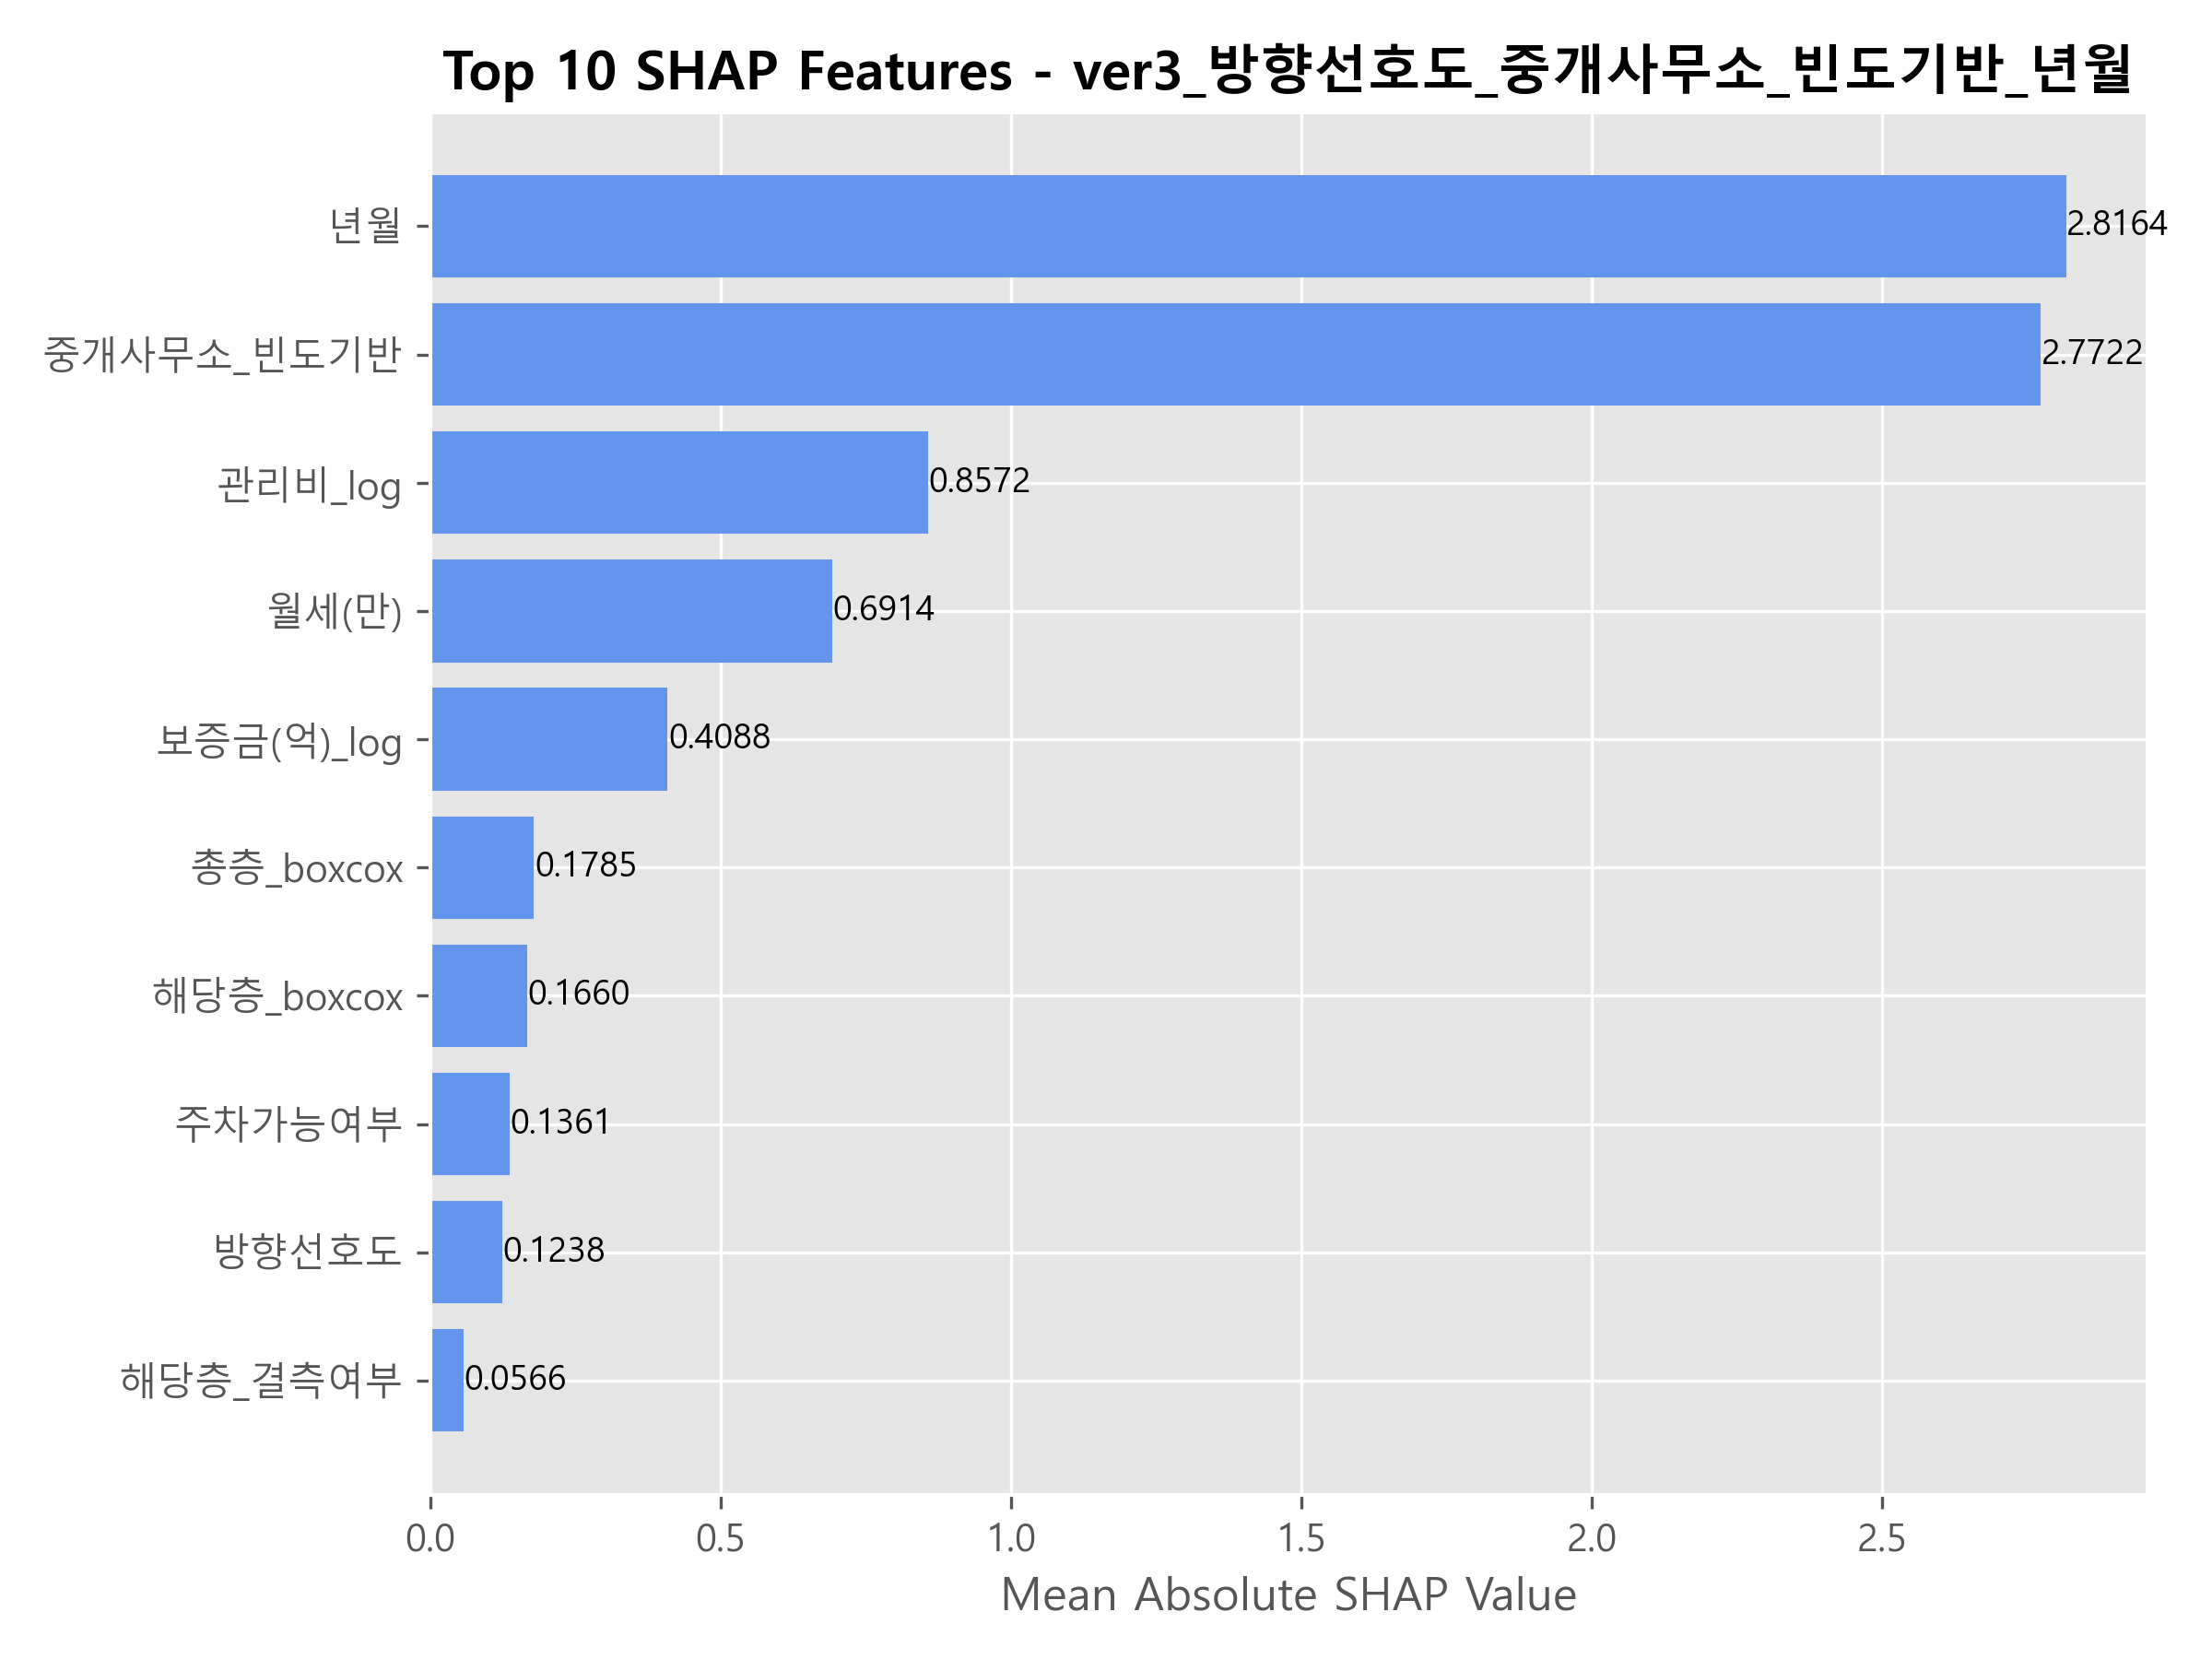 Top 10 SHAP Features - ver3_방향선호도_중개사무소_빈도기반_년월
년월 2.8164
중개사무소_빈도기반 2.7722
관리비_log 0.8572
월세(만) 0.6914
보증금(억)_log 0.4088
총층_boxcox 0.1785
해당층_boxcox 0.1660
주차가능여부 0.1361
방향선호도 0.1238
해당층_결측여부 0.0566
0.0 0.5 1.0 1.5 2.0 2.5
Mean Absolute SHAP Value